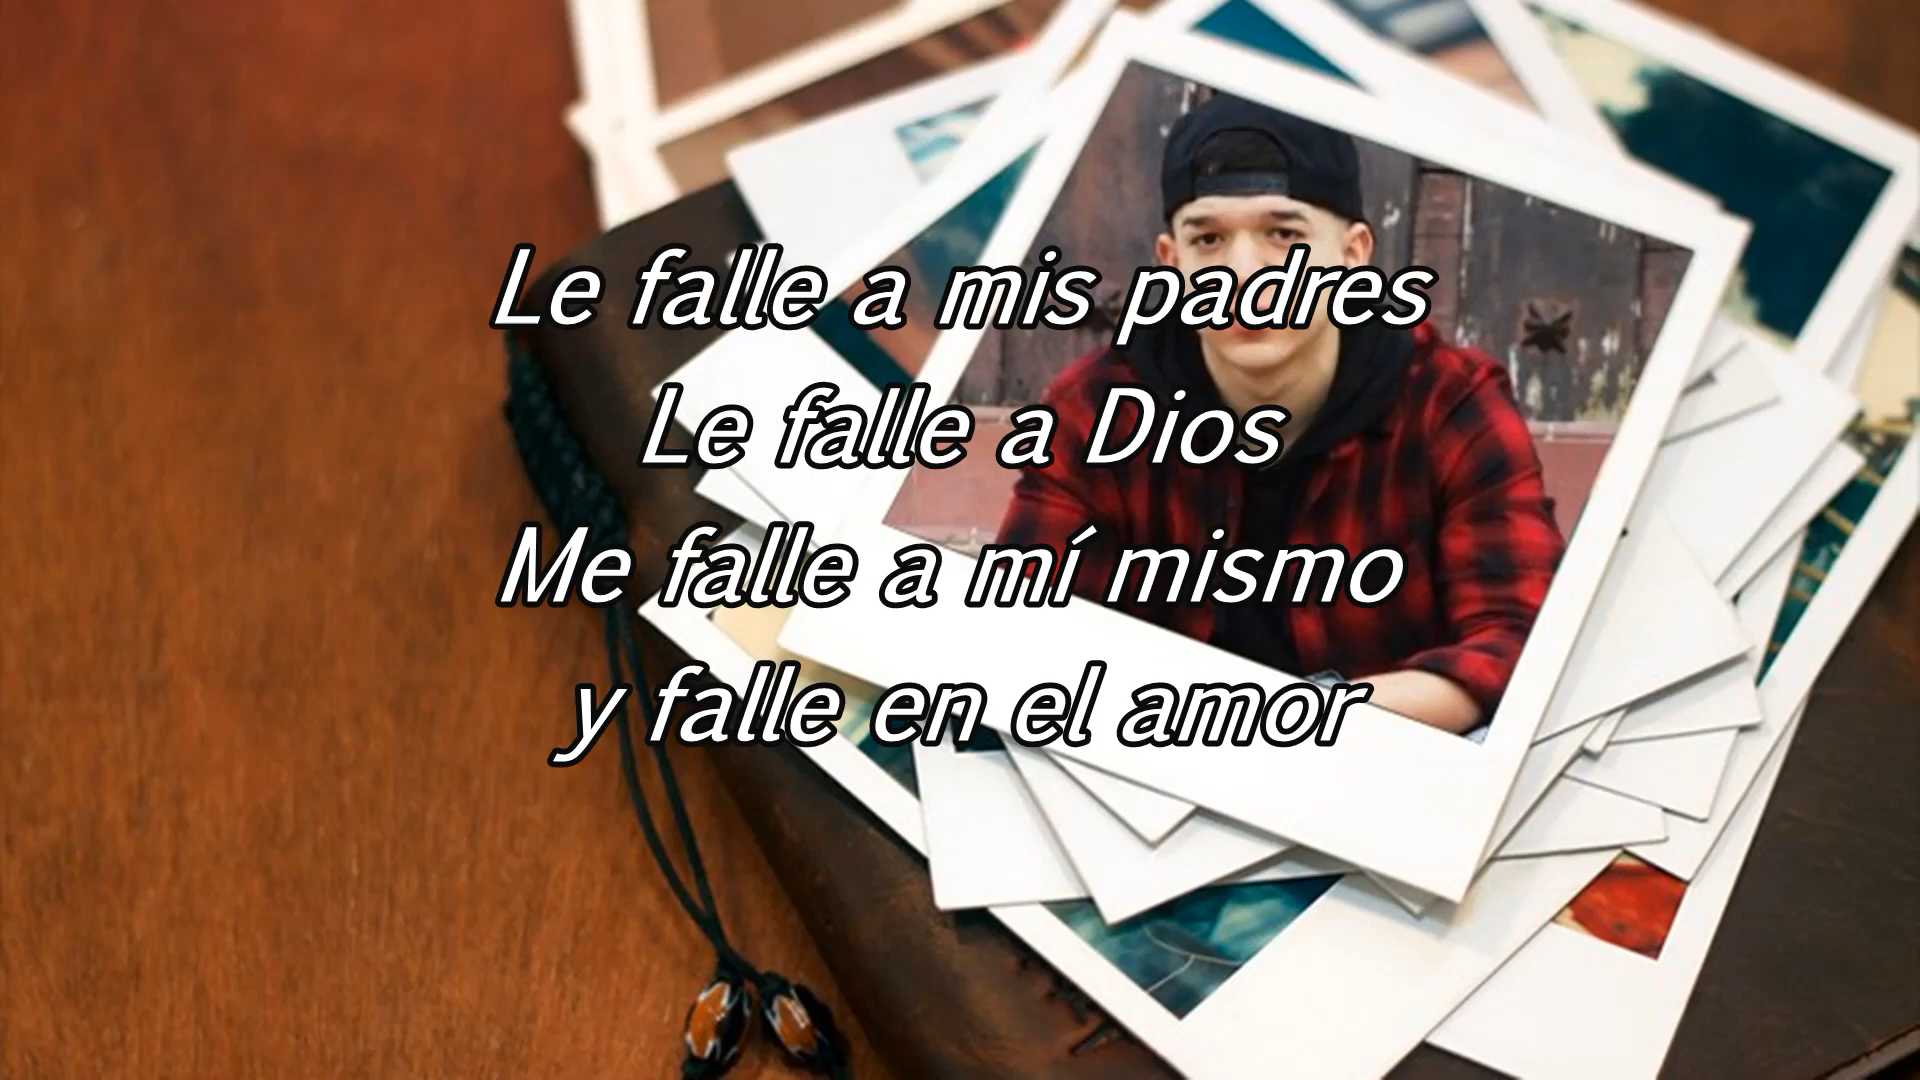 Le falle a mis padres
Le falle a Dios
Me falle a mí mismo
y falle en el amor